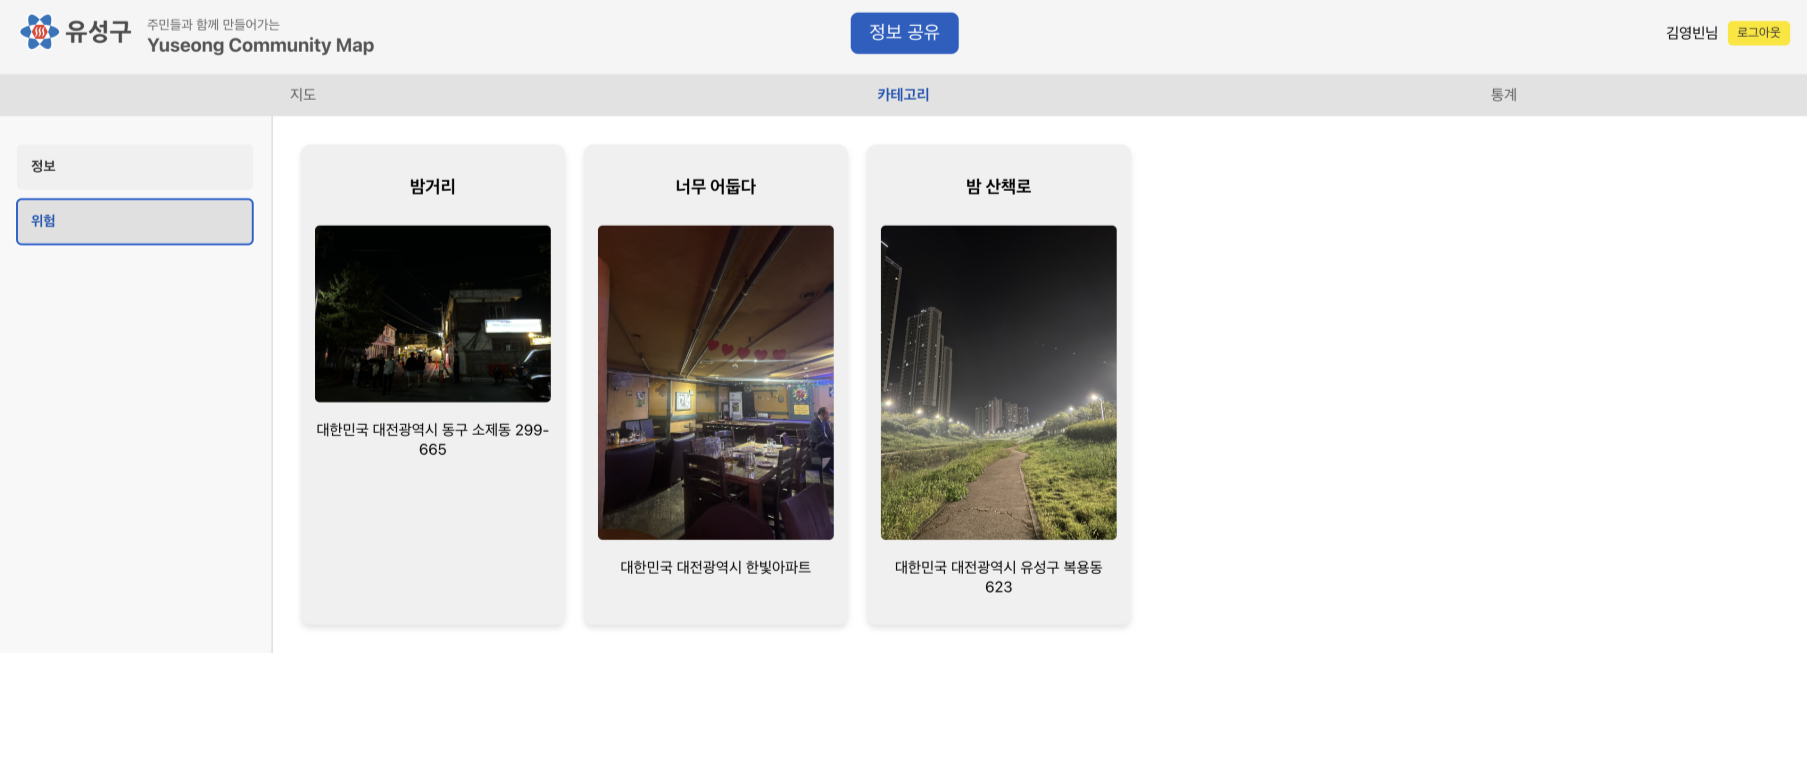 유성구
주민들과 함께 만들어가는
Yuseong Community Map
정보 공유
김영빈님
로그아웃
지도
카테고리
통계
정보
위험
밤거리
대한민국 대전광역시 동구 소제동 299-
665
너무 어둡다
대한민국 대전광역시 한빛아파트
밤 산책로
대한민국 대전광역시 유성구 복용동
623